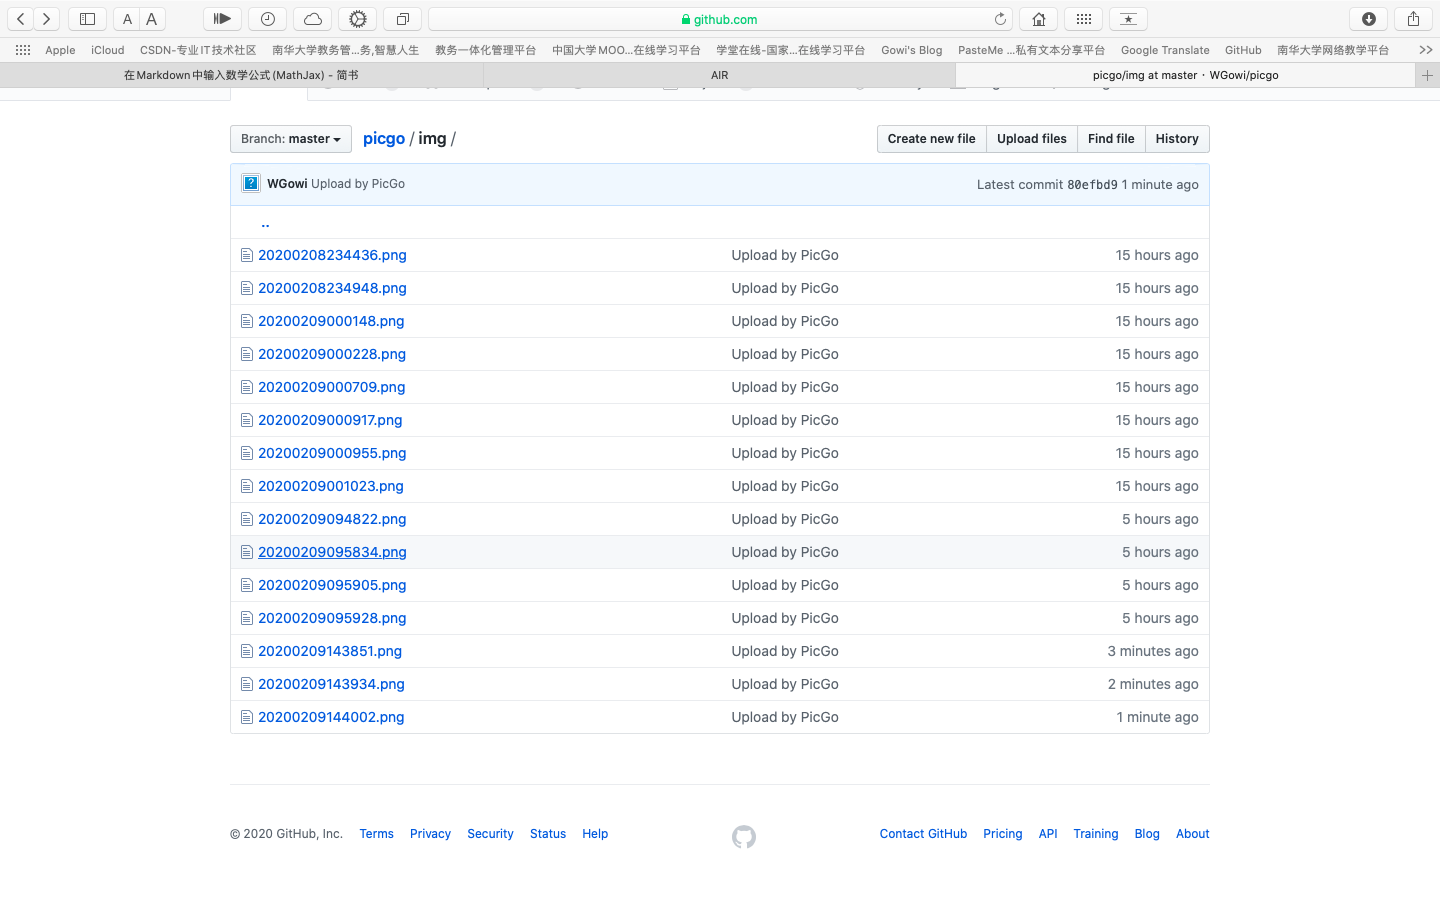 A A github.com
Apple iCloud CSDN-专业IT技术社区 南华大学教务管...务,智慧人生 教务一体化管理平台 中国大学MOO...在线学习平台 学堂在线-国家...在线学习平台 Gowi's Blog PasteMe ...私有文本分享平台 Google Translate GitHub 南华大学网络教学平台 >>
在Markdown中输入数学公式(MathJax) - 简书 AIR picgo/img at master · WGowi/picgo +
Branch: master picgo / img / Create new file Upload files Find file History
WGowi Upload by PicGo Latest commit 80efbd9 1 minute ago
..
20200208234436.png Upload by PicGo 15 hours ago
20200208234948.png Upload by PicGo 15 hours ago
20200209000148.png Upload by PicGo 15 hours ago
20200209000228.png Upload by PicGo 15 hours ago
20200209000709.png Upload by PicGo 15 hours ago
20200209000917.png Upload by PicGo 15 hours ago
20200209000955.png Upload by PicGo 15 hours ago
20200209001023.png Upload by PicGo 15 hours ago
20200209094822.png Upload by PicGo 5 hours ago
20200209095834.png Upload by PicGo 5 hours ago
20200209095905.png Upload by PicGo 5 hours ago
20200209095928.png Upload by PicGo 5 hours ago
20200209143851.png Upload by PicGo 3 minutes ago
20200209143934.png Upload by PicGo 2 minutes ago
20200209144002.png Upload by PicGo 1 minute ago
© 2020 GitHub, Inc. Terms Privacy Security Status Help Contact GitHub Pricing API Training Blog About